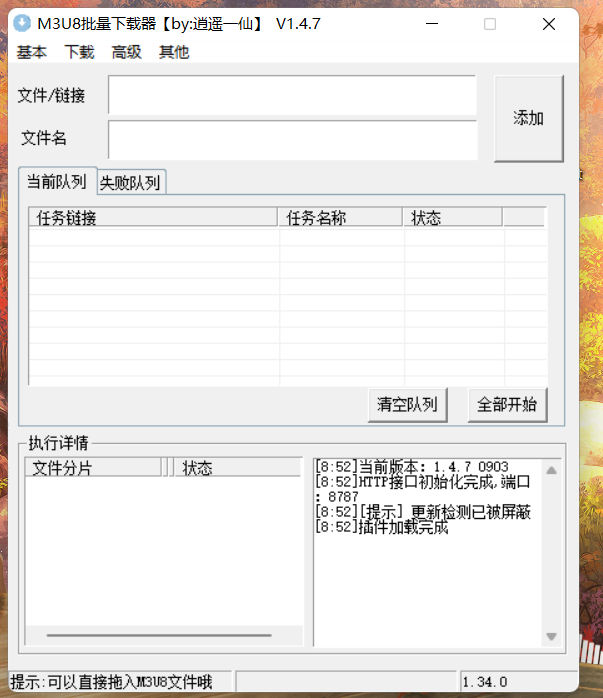 M3U8批量下载器【by:逍遥一仙】 V1.4.7
基本 下载 高级 其他
文件/链接
添加
文件名
当前队列 失败队列
任务链接 任务名称 状态
清空队列 全部开始
执行详情
文件分片 状态
[8:52]当前版本：1.4.7 0903
[8:52]HTTP接口初始化完成,端口
：8787
[8:52][提示] 更新检测已被屏蔽
[8:52]插件加载完成
提示:可以直接拖入M3U8文件哦
1.34.0